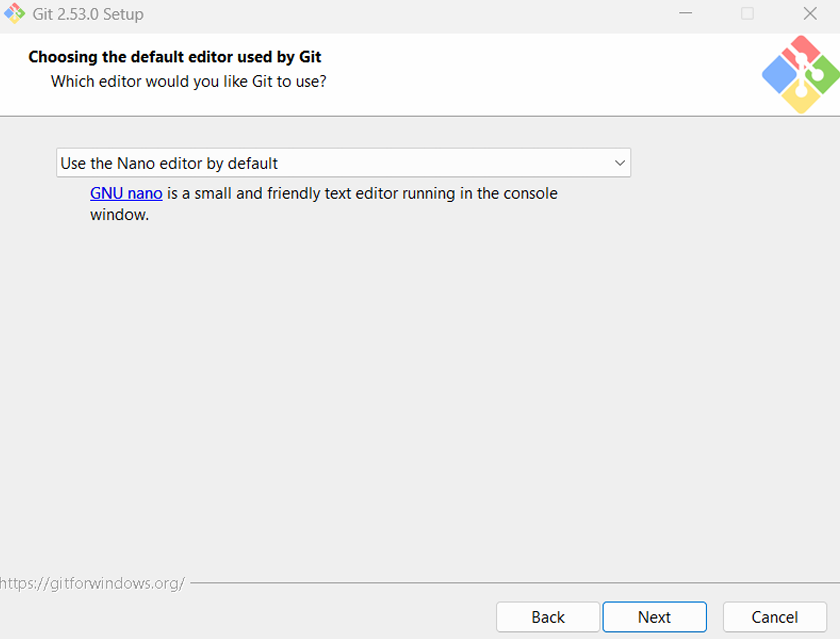 Git 2.53.0 Setup
Choosing the default editor used by Git
Which editor would you like Git to use?
Use the Nano editor by default
GNU nano is a small and friendly text editor running in the console
window.
https://gitforwindows.org/
Back Next Cancel